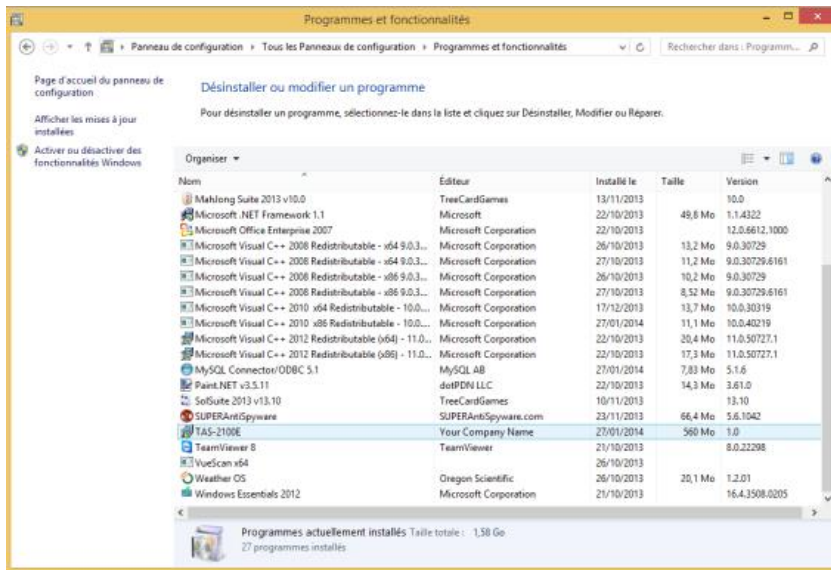 Programmes et fonctionnalités
Panneau de configuration Tous les Panneaux de configuration Programmes et fonctionnalités
Rechercher dans : Programm...
Page d'accueil du panneau de configuration
Afficher les mises à jour installées
Activer ou désactiver des fonctionnalités Windows
Désinstaller ou modifier un programme
Pour désinstaller un programme, sélectionnez-le dans la liste et cliquez sur Désinstaller, Modifier ou Réparer.
Organiser
Nom Éditeur Installé le Taille Version
MahJong Suite 2013 v10.0 TreeCardGames 13/11/2013 10.0
Microsoft .NET Framework 1.1 Microsoft 22/10/2013 49,8 Mo 1.1.4322
Microsoft Office Enterprise 2007 Microsoft Corporation 22/10/2013 12.0.6612.1000
Microsoft Visual C++ 2008 Redistributable - x64 9.0.3... Microsoft Corporation 26/10/2013 13,2 Mo 9.0.30729
Microsoft Visual C++ 2008 Redistributable - x64 9.0.3... Microsoft Corporation 27/10/2013 11,2 Mo 9.0.30729.6161
Microsoft Visual C++ 2008 Redistributable - x86 9.0.3... Microsoft Corporation 26/10/2013 10,2 Mo 9.0.30729
Microsoft Visual C++ 2008 Redistributable - x86 9.0.3... Microsoft Corporation 27/10/2013 8,52 Mo 9.0.30729.6161
Microsoft Visual C++ 2010 x64 Redistributable - 10.0.... Microsoft Corporation 17/12/2013 13,7 Mo 10.0.30319
Microsoft Visual C++ 2010 x86 Redistributable - 10.0.... Microsoft Corporation 27/01/2014 11,1 Mo 10.0.40219
Microsoft Visual C++ 2012 Redistributable (x64) - 11.0... Microsoft Corporation 22/10/2013 20,4 Mo 11.0.50727.1
Microsoft Visual C++ 2012 Redistributable (x86) - 11.0... Microsoft Corporation 22/10/2013 17,3 Mo 11.0.50727.1
MySQL Connector/ODBC 5.1 MySQL AB 27/01/2014 7,83 Mo 5.1.6
Paint.NET v3.5.11 dotPDN LLC 22/10/2013 14,3 Mo 3.61.0
SolSuite 2013 v13.10 TreeCardGames 10/11/2013 13.10
SUPERAntiSpyware SUPERAntiSpyware.com 23/11/2013 66,4 Mo 5.6.1042
TAS-2100E Your Company Name 27/01/2014 560 Mo 1.0
TeamViewer 8 TeamViewer 21/10/2013 8.0.22298
VueScan x64 26/10/2013
Weather OS Oregon Scientific 26/10/2013 20,1 Mo 1.2.01
Windows Essentials 2012 Microsoft Corporation 21/10/2013 16.4.3508.0205
Programmes actuellement installés Taille totale : 1,58 Go
27 programmes installés